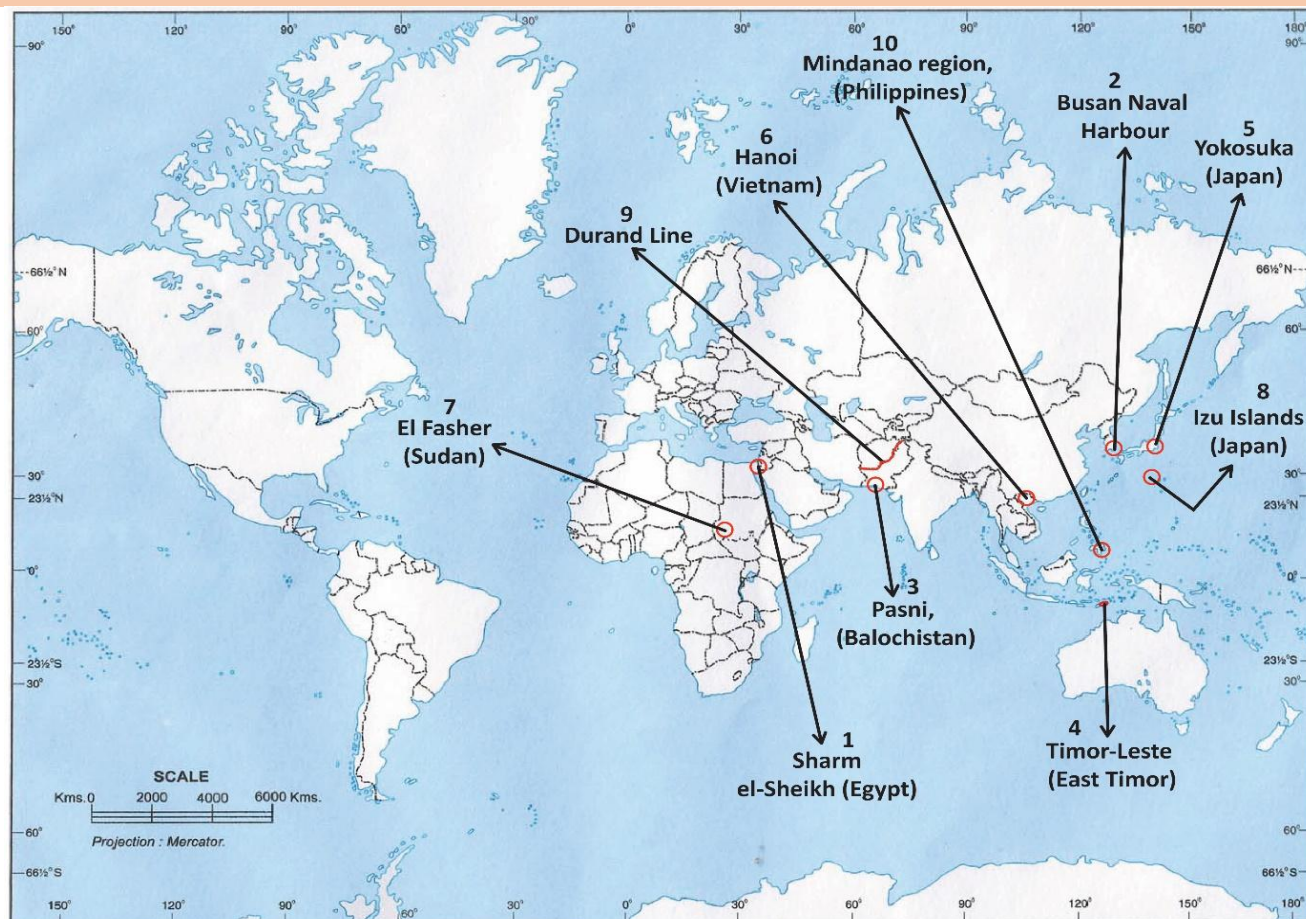 150° 120° 90° 60° 30° 0° 30° 60° 90° 120° 150° 180°
90°
90°
10
Mindanao region,
(Philippines)
2
Busan Naval
Harbour
5
Yokosuka
(Japan)
6
Hanoi
(Vietnam)
9
Durand Line
66½° N
66½° N
60°
60°
8
Izu Islands
(Japan)
7
El Fasher
(Sudan)
30°
30°
23½°N
23½°N
0°
0°
3
Pasni,
(Balochistan)
23½°S
23½°S
30°
30°
1
Sharm
el-Sheikh (Egypt)
4
Timor-Leste
(East Timor)
SCALE
Kms. 0 2000 4000 6000 Kms.
Projection : Mercator.
60°
60°
66½°S
66½°S
150° 120° 90° 60° 30° 0° 30° 60° 90° 120° 150° 180°